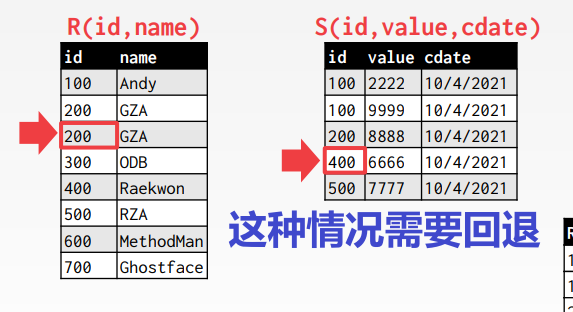 R(id,name) S(id,value,cdate)
id name id value cdate
100 Andy 100 2222 10/4/2021
200 GZA 100 9999 10/4/2021
200 GZA 200 8888 10/4/2021
300 ODB 400 6666 10/4/2021
400 Raekwon 500 7777 10/4/2021
500 RZA
这种情况需要回退
600 MethodMan
700 Ghostface